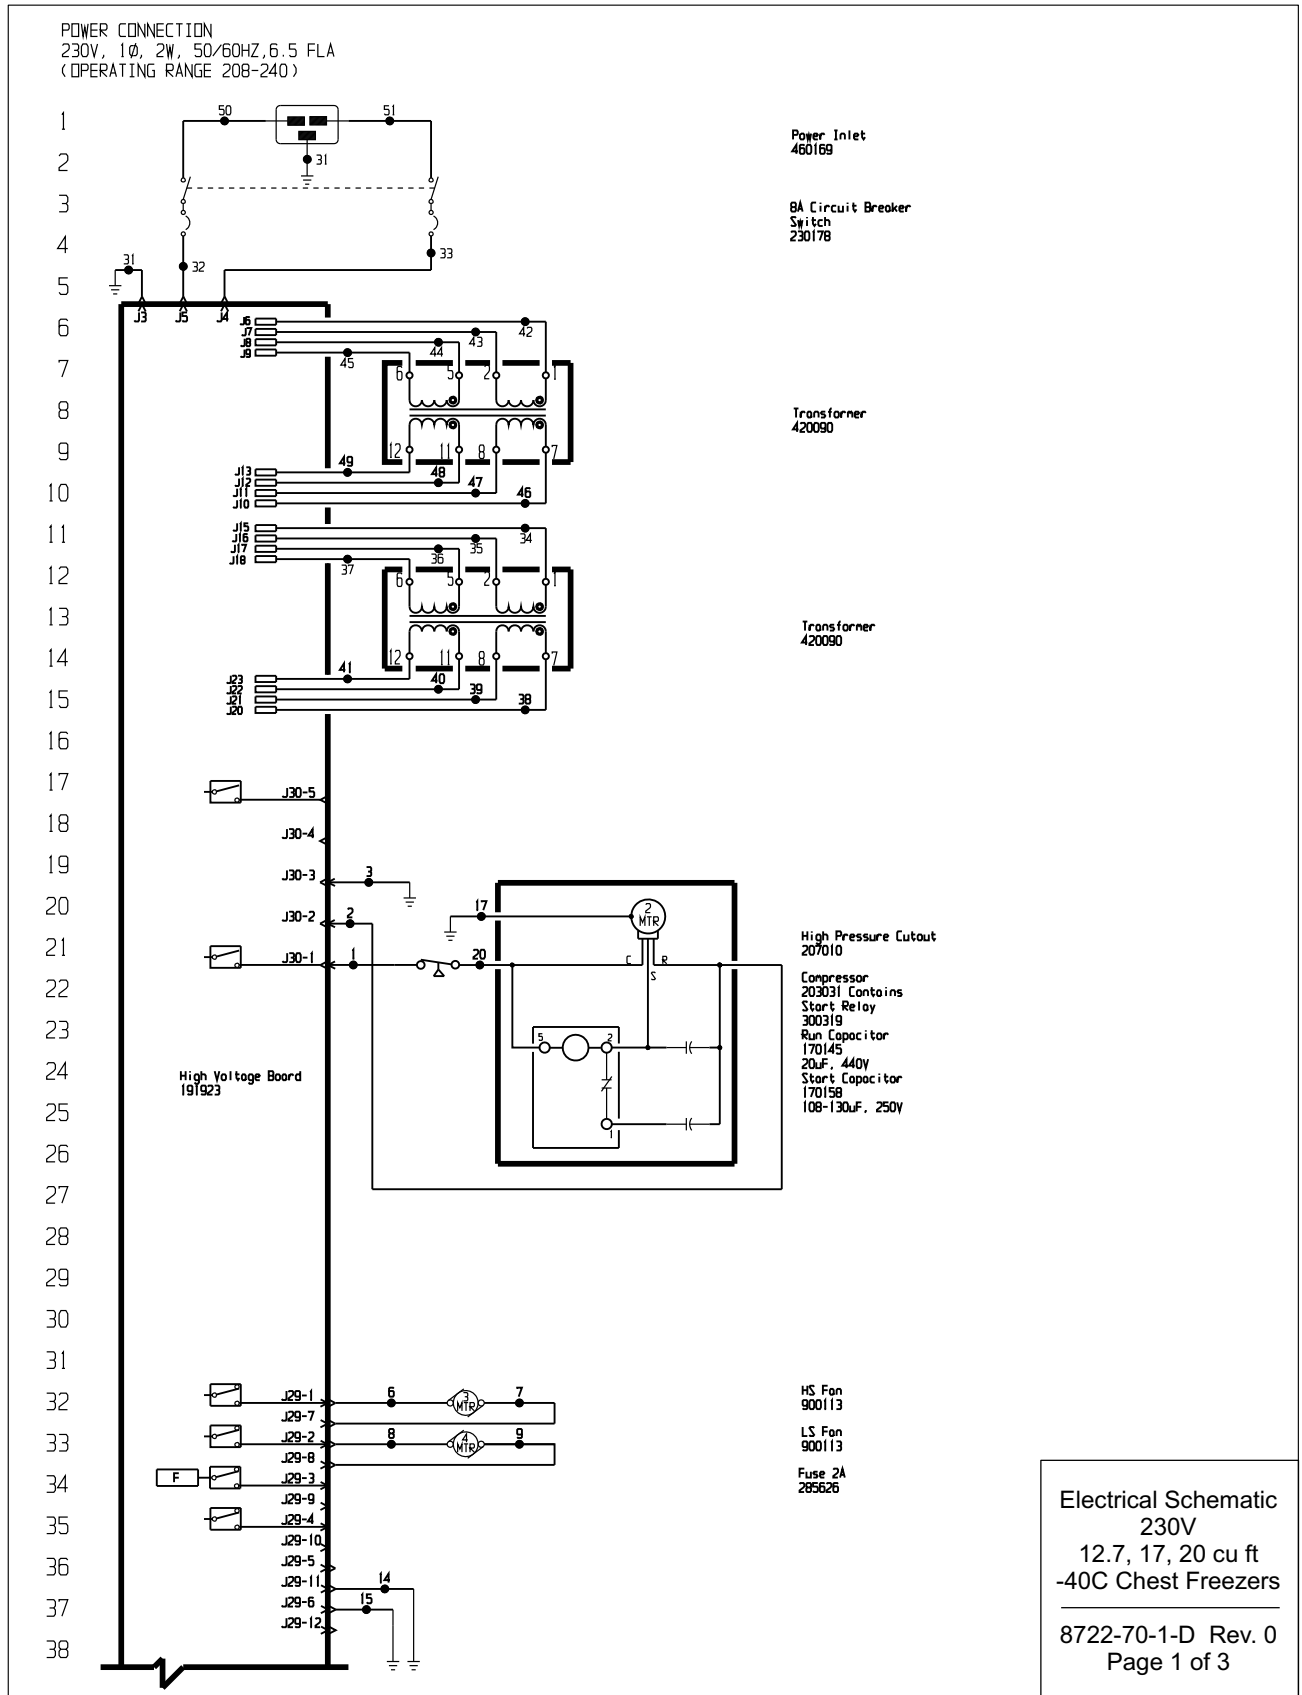 POWER CONNECTION
230V, 1Ø, 2W, 50/60HZ,6.5 FLA
(OPERATING RANGE 208-240)
1
50
51
31
Power Inlet
460169
2
3
8A Circuit Breaker
Switch
230178
4
33
31
32
5
J3
J5
J4
6
J6
42
J7
43
J8
44
J9
45
7
6
5
2
1
8
Transformer
420090
9
12
11
8
7
J13
49
J12
48
J11
47
J10
46
10
11
J15
34
J16
35
J17
36
J18
37
12
6
5
2
1
13
Transformer
420090
14
12
11
8
7
J23
41
J22
40
J21
39
J20
38
15
16
17
J30-5
18
J30-4
19
J30-3
3
20
J30-2
2
17
2
MTR
21
J30-1
1
20
C
R
S
High Pressure Cutout
207010
22
Compressor
203031 Contains
Start Relay
300319
Run Capacitor
170145
20uF, 440V
Start Capacitor
170158
108-130uF, 250V
23
5
2
24
High Voltage Board
191923
25
1
26
27
28
29
30
31
32
J29-1
6
3
MTR
7
HS Fan
900113
J29-7
33
J29-2
8
4
MTR
9
LS Fan
900113
J29-8
34
F
J29-3
Fuse 2A
285626
J29-9
35
J29-4
J29-10
36
J29-5
J29-11
14
37
J29-6
15
J29-12
38
Electrical Schematic
230V
12.7, 17, 20 cu ft
-40C Chest Freezers
8722-70-1-D Rev. 0
Page 1 of 3